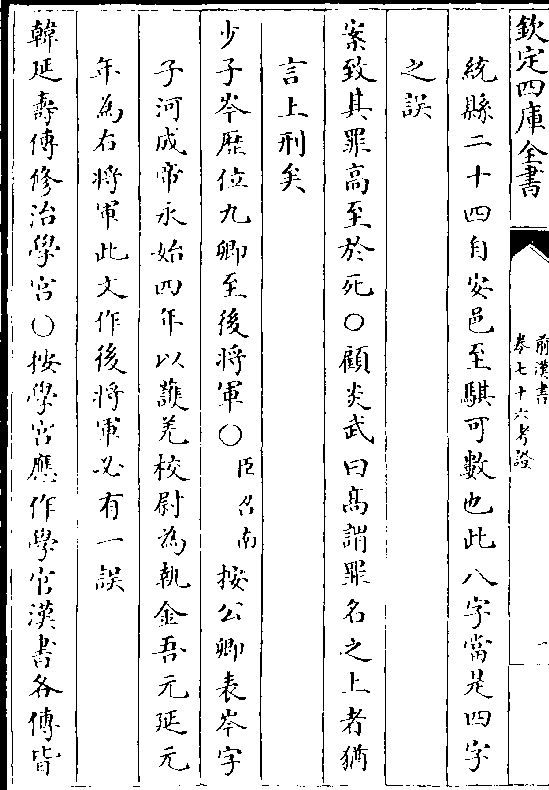 欽定四庫全書
前漢書
卷七十六考證
一
統縣二十四自安邑至騏可數也此八字當是四字
之誤
案致其罪高至於死○顧炎武曰高謂罪名之上者猶
言上刑矣
少子岑歷位九卿至後將軍○臣召南按公卿表岑字
子河成帝永始四年以護羌校尉為執金吾元延元
年為右將軍此文作後將軍必有一誤
韓延壽傳修治學宮○按學宮應作學官漢書各傳皆